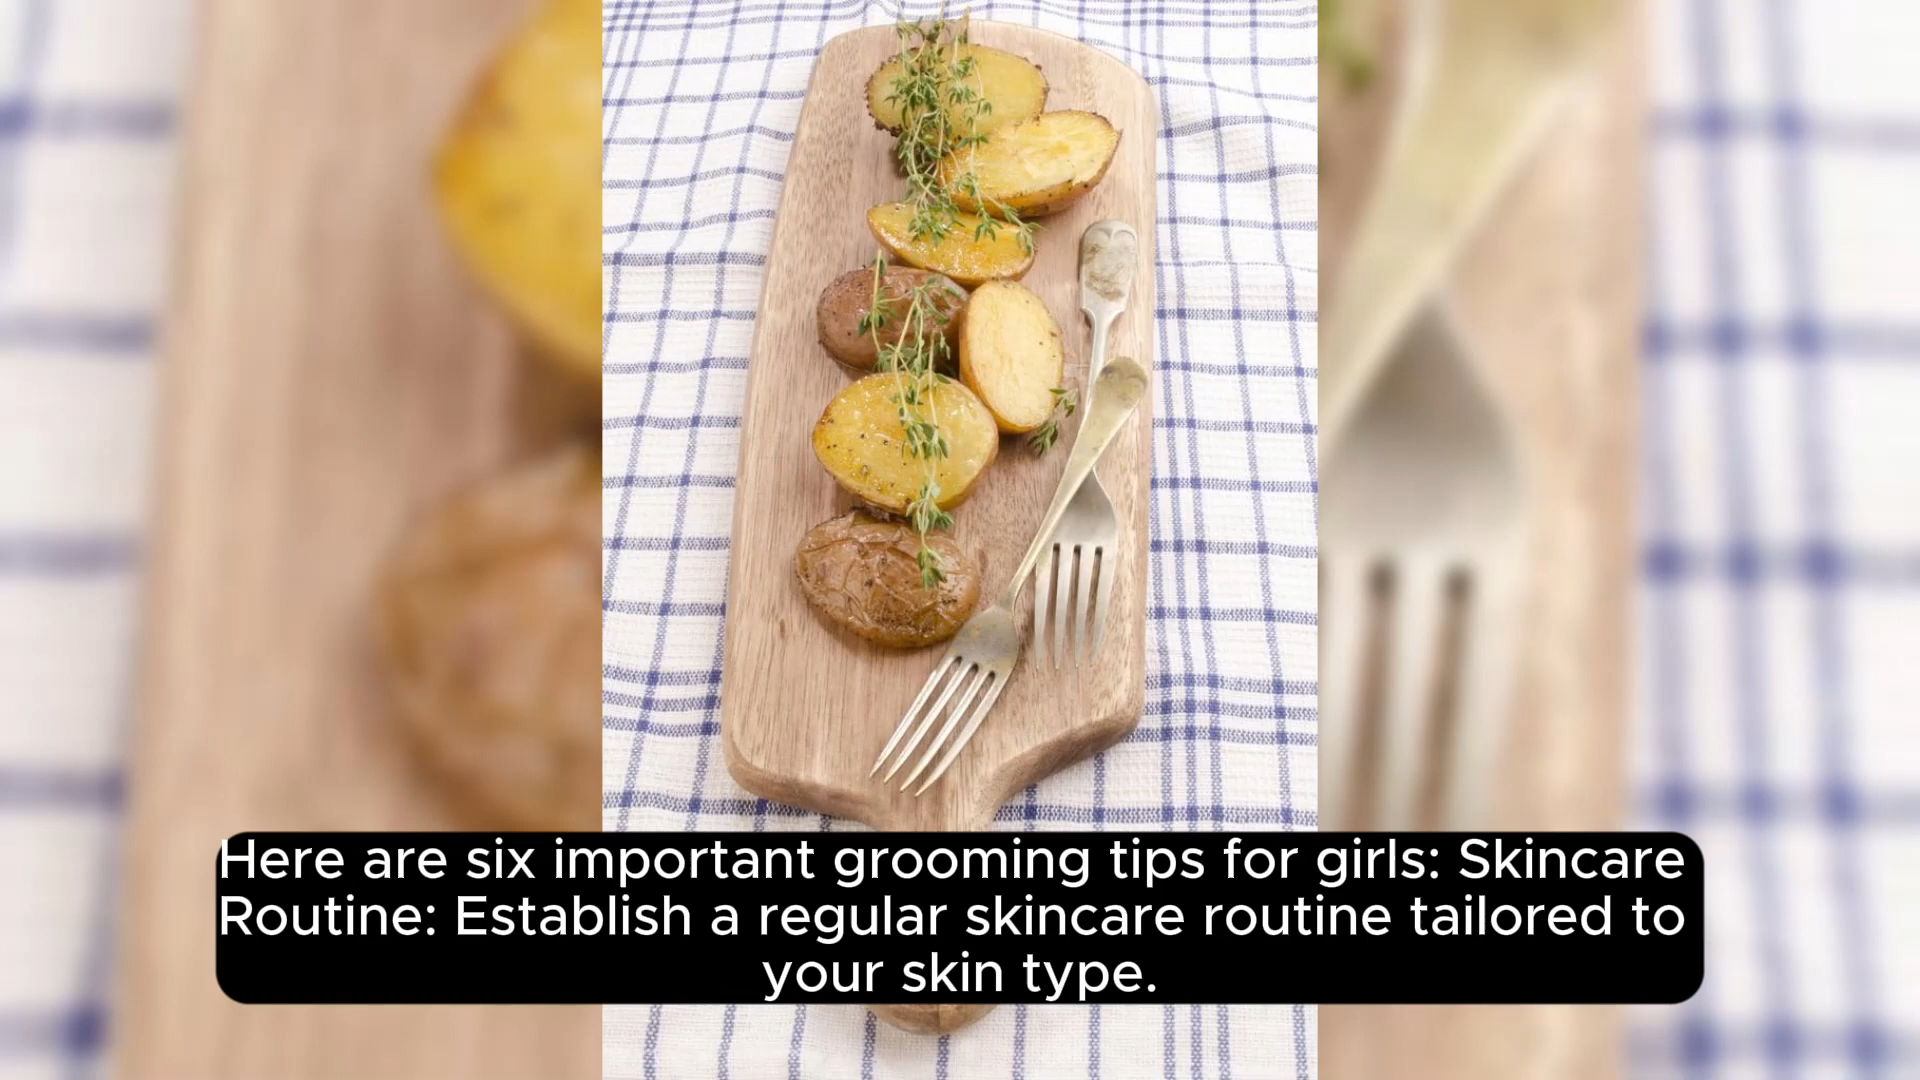 Here are six important grooming tips for girls: Skincare
Routine: Establish a regular skincare routine tailored to
your skin type.